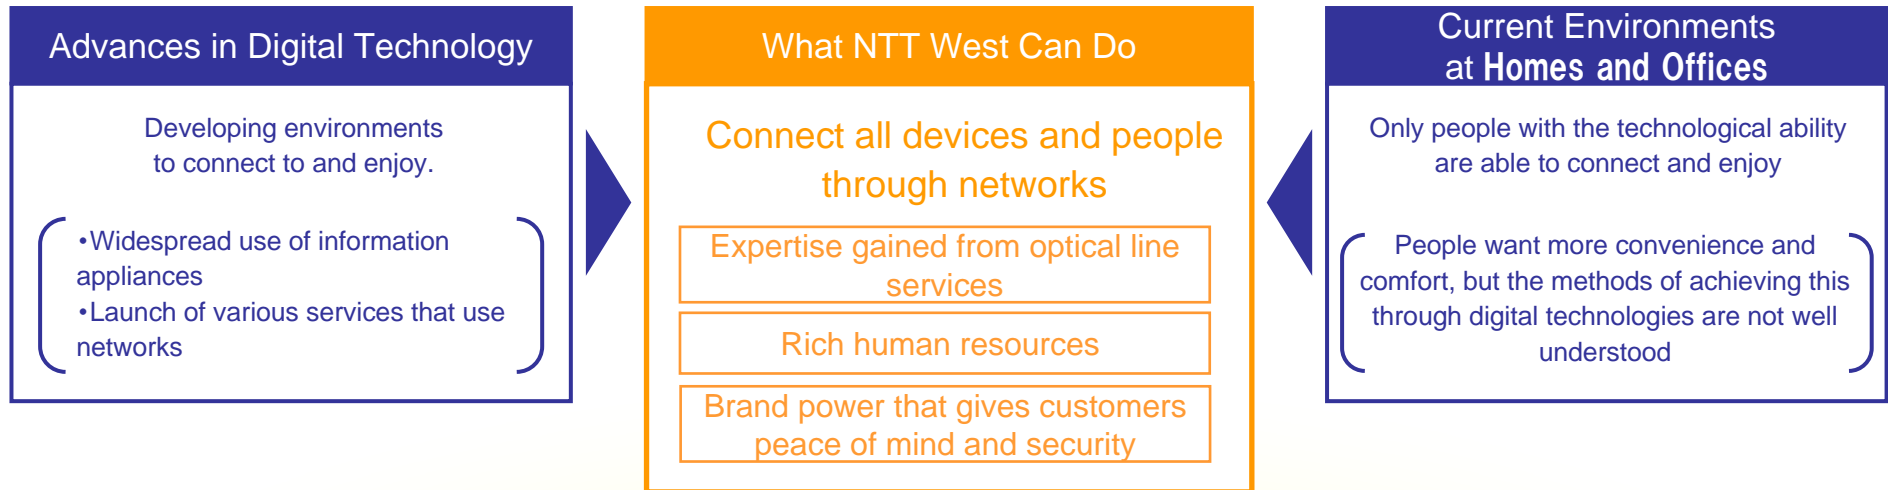 Advances in Digital Technology
Developing environments
to connect to and enjoy.
•Widespread use of information
appliances
•Launch of various services that use
networks
What NTT West Can Do
Connect all devices and people
through networks
Expertise gained from optical line
services
Rich human resources
Brand power that gives customers
peace of mind and security
Current Environments
at Homes and Offices
Only people with the technological ability
are able to connect and enjoy
People want more convenience and
comfort, but the methods of achieving this
through digital technologies are not well
understood